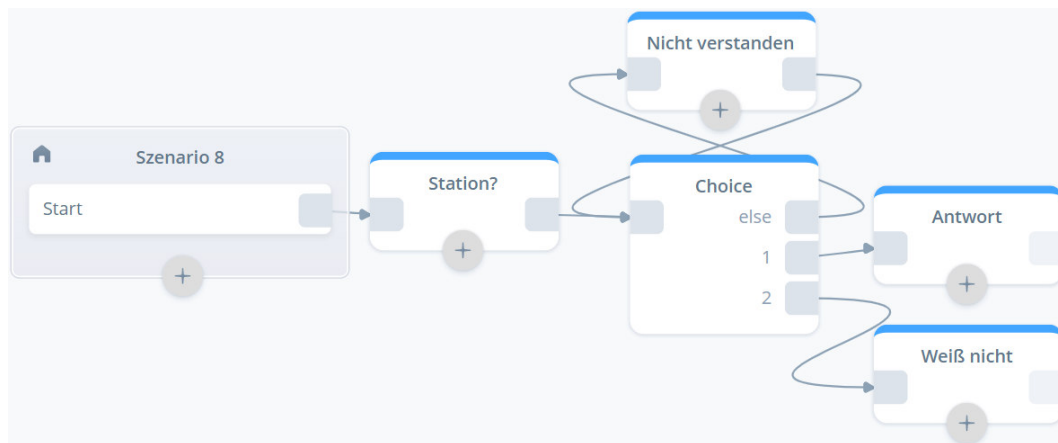 Nicht verstanden
Szenario 8
Start
Station?
Choice
else
1
2
Antwort
Weiß nicht